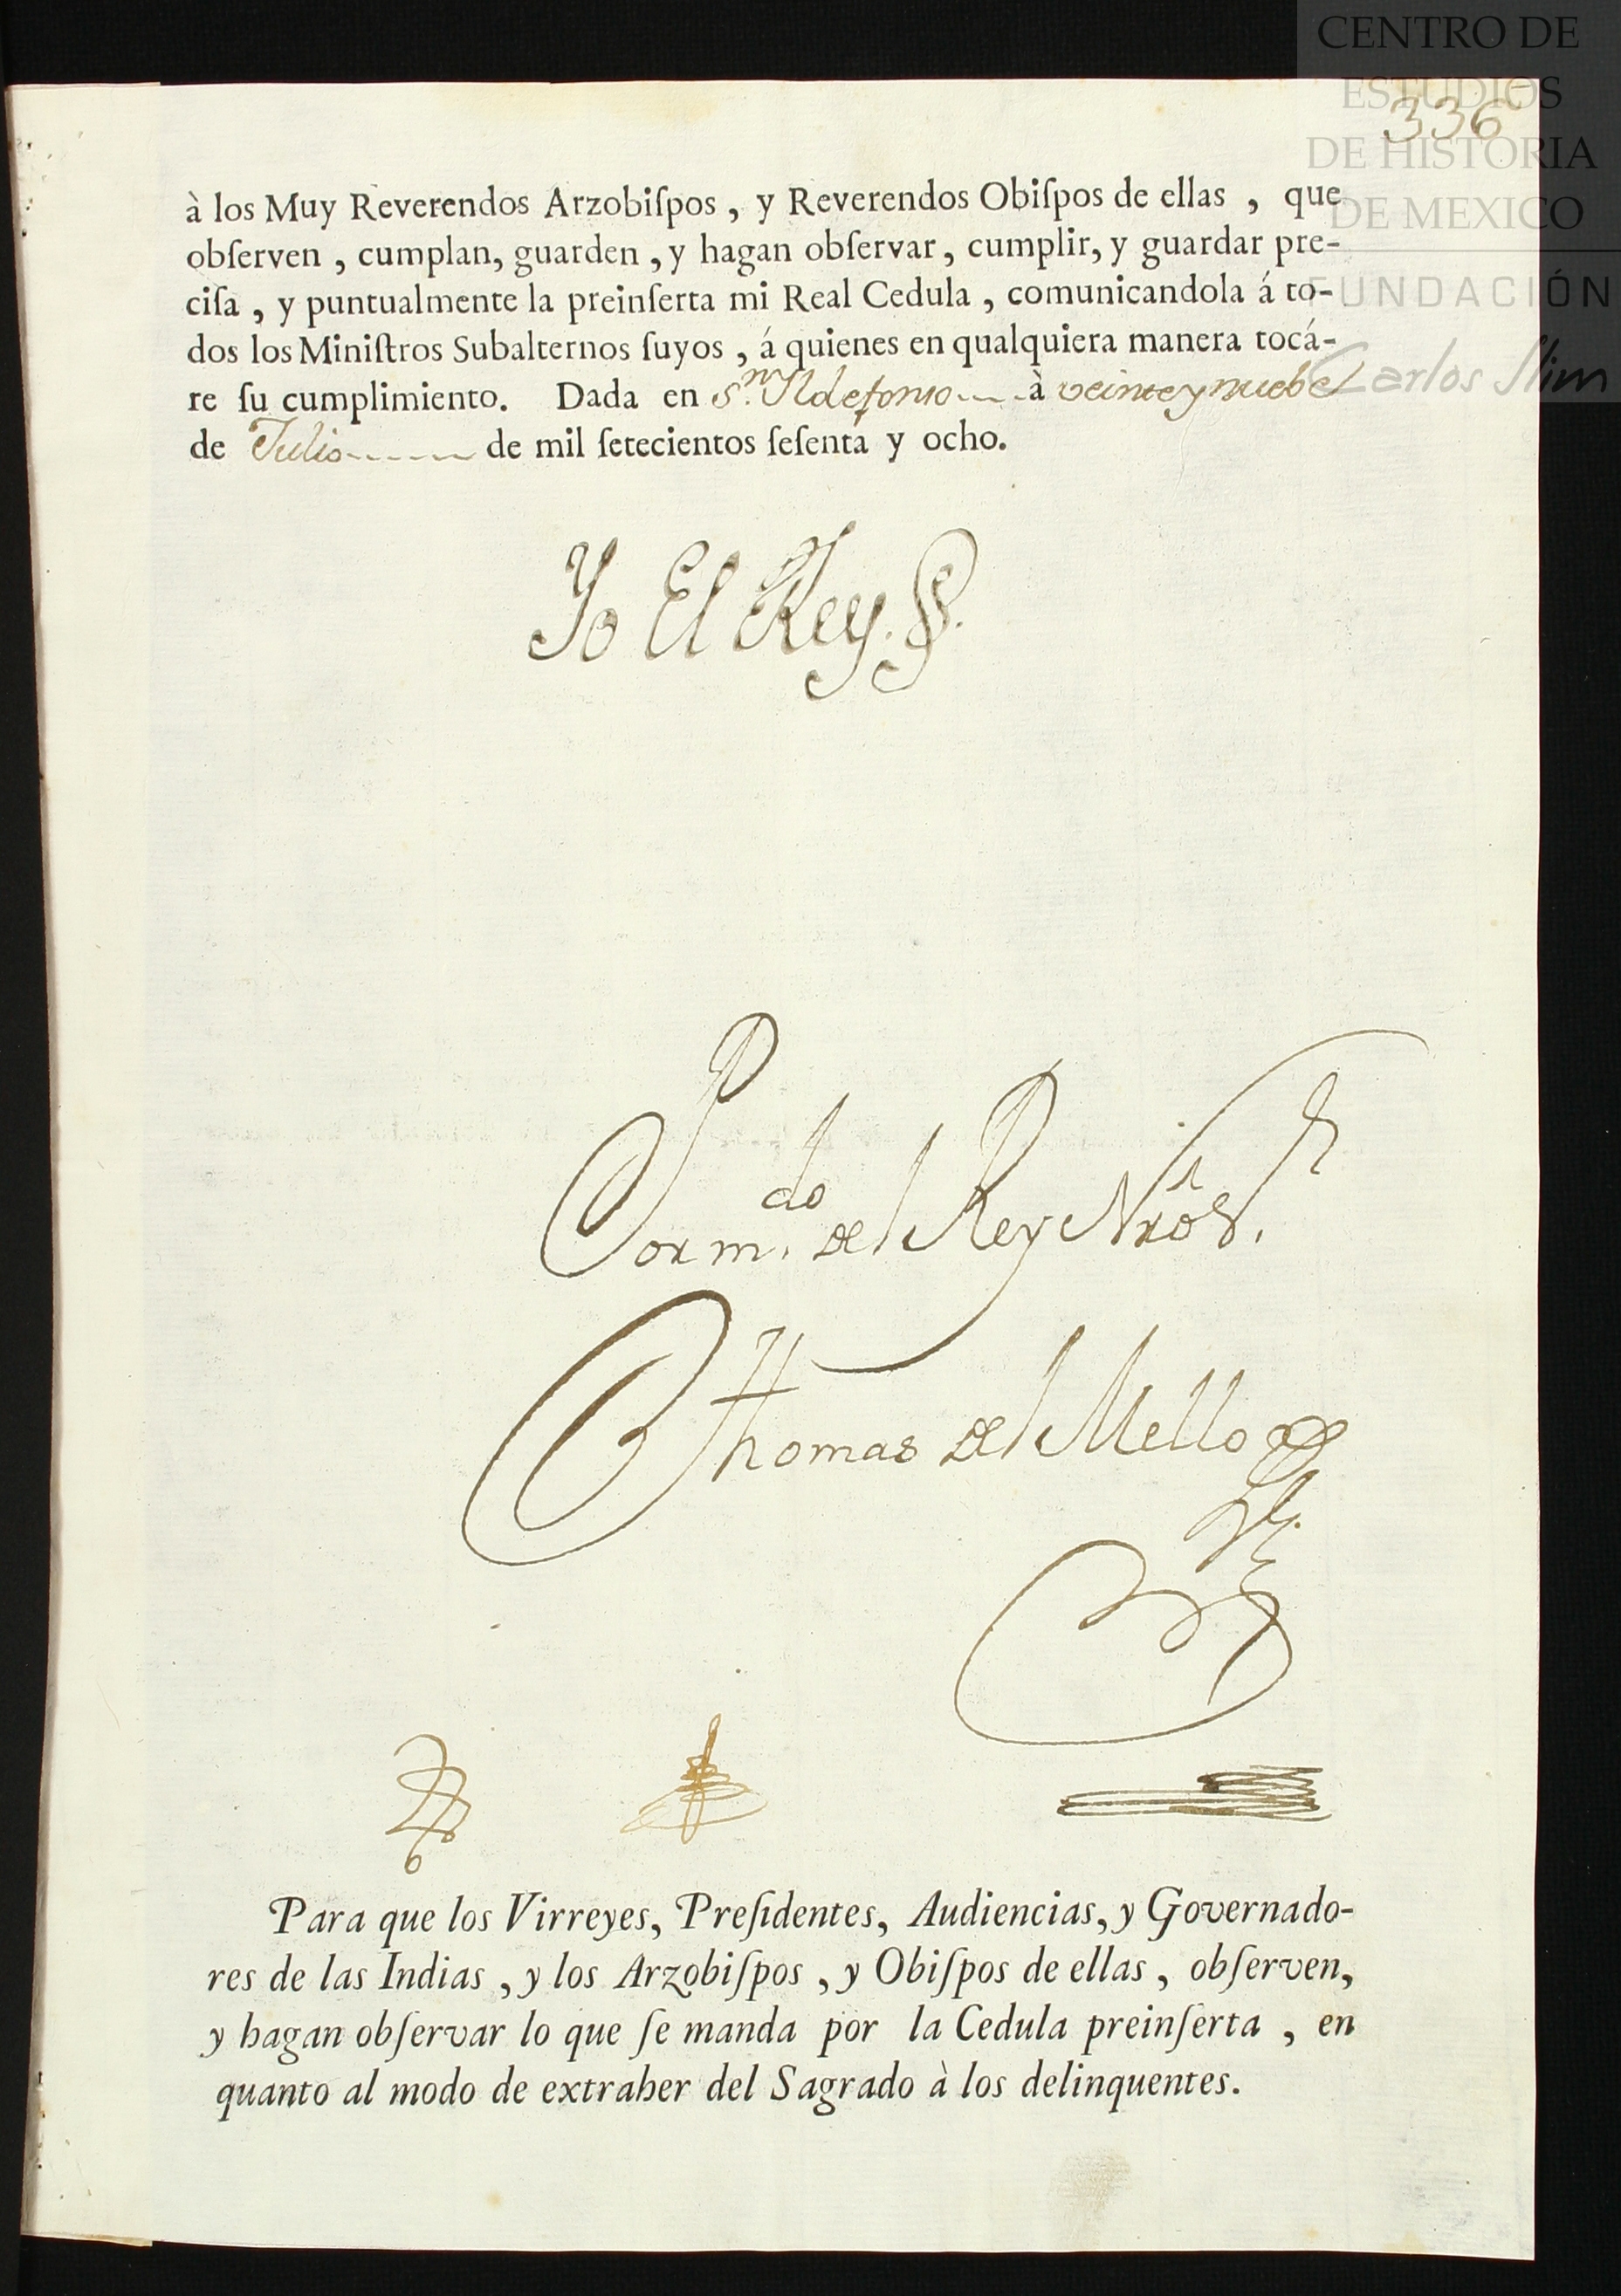 CENTRO DE
ESTUDIOS
DE HISTORIA
DE MEXICO
FUNDACIÓN
Carlos Slim
336
à los Muy Reverendos Arzobiſpos, y Reverendos Obiſpos de ellas, que
obſerven, cumplan, guarden, y hagan obſervar, cumplir, y guardar pre-
ciſa, y puntualmente la preinſerta mi Real Cedula, comunicandola á to-
dos los Miniſtros Subalternos ſuyos, á quienes en qualquiera manera tocá-
re ſu cumplimiento. Dada en Sn. Yldefonso à veinte y nuebe
de Julio de mil ſetecientos ſeſenta y ocho.
Yo El Rey.
Por mdo. del Rey Nro Sr.
Thomas del Mello
Para que los Virreyes, Preſidentes, Audiencias, y Governado-
res de las Indias, y los Arzobiſpos, y Obiſpos de ellas, obſerven,
y hagan obſervar lo que ſe manda por la Cedula preinſerta, en
quanto al modo de extraher del Sagrado à los delinquentes.